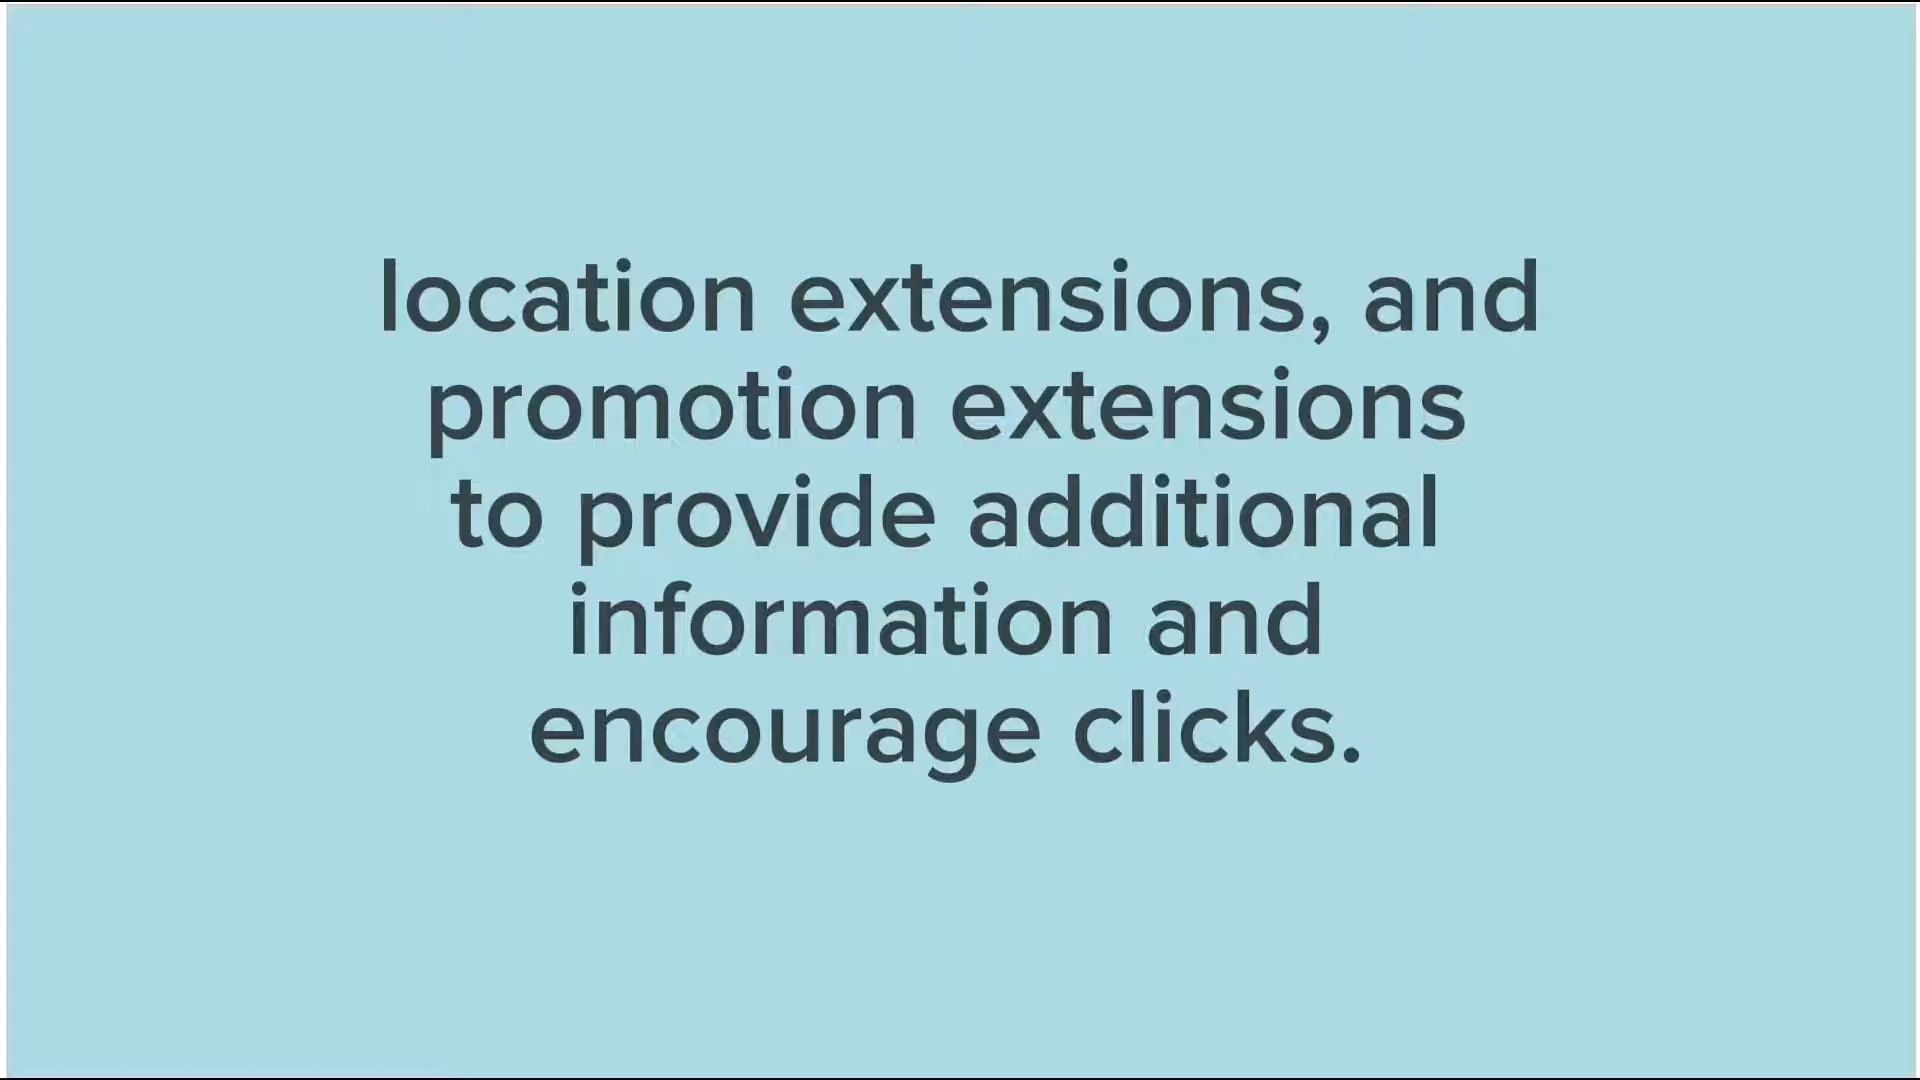 location extensions, and
promotion extensions
to provide additional
information and
encourage clicks.